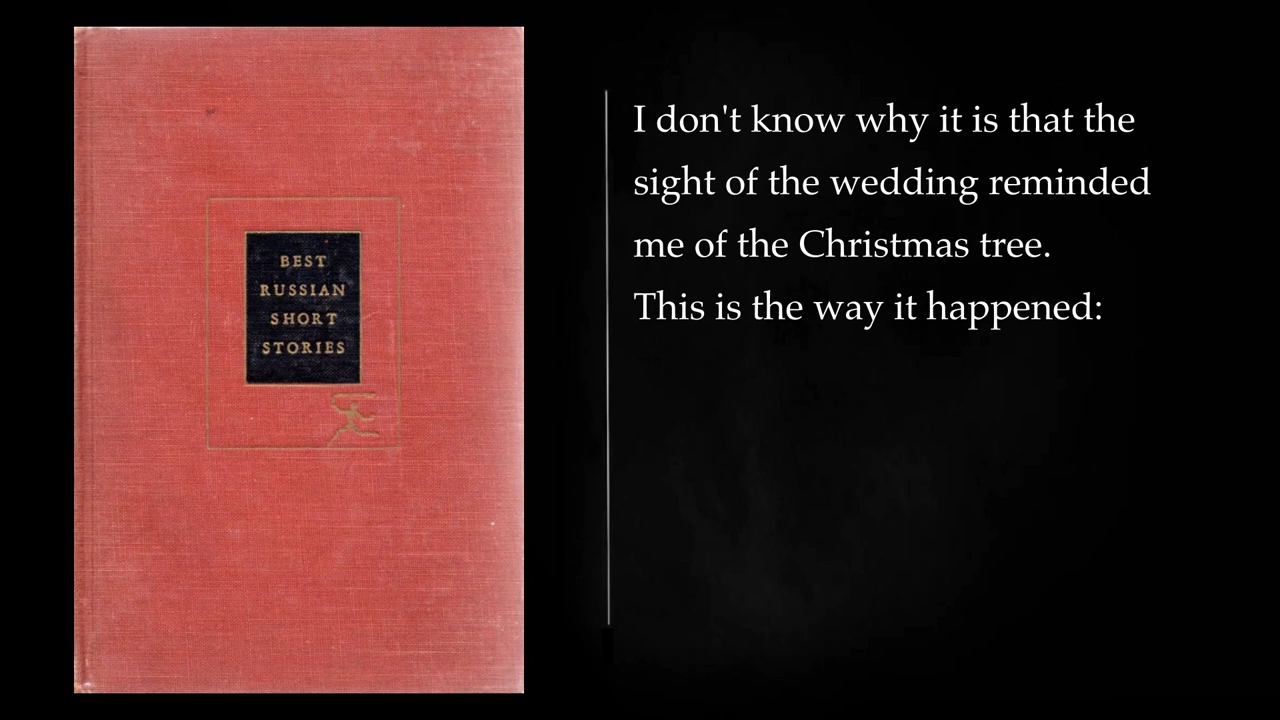 BEST
RUSSIAN
SHORT
STORIES
I don't know why it is that the
sight of the wedding reminded
me of the Christmas tree.
This is the way it happened: